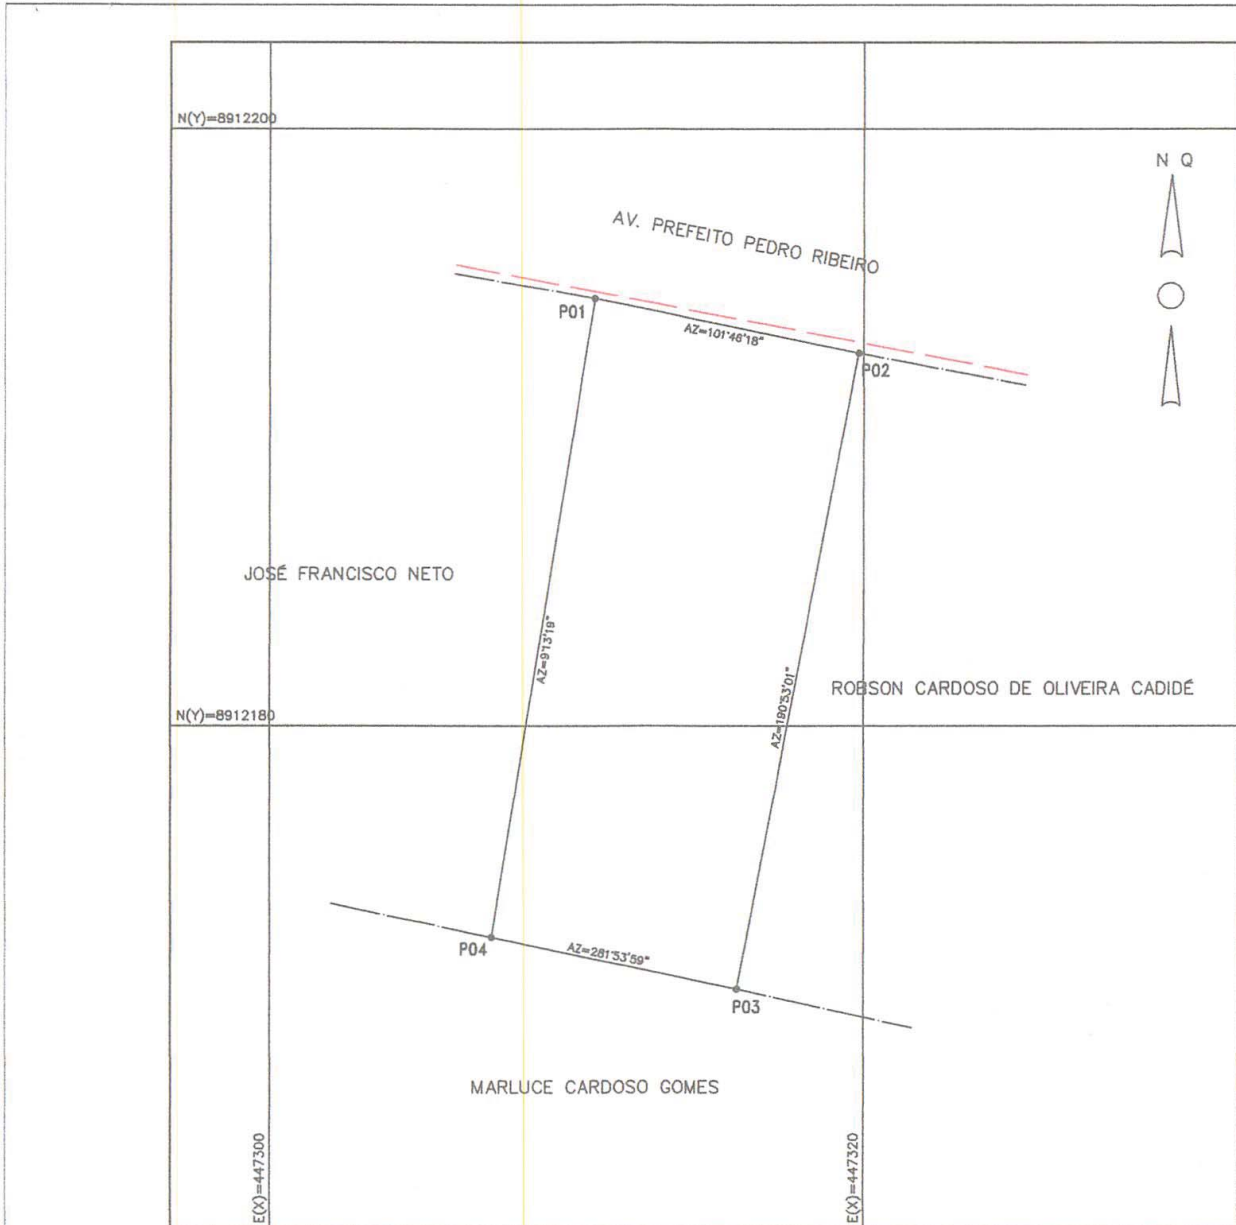 N(Y)=8912200
N Q
AV. PREFEITO PEDRO RIBEIRO
P01
AZ=101°46'18"
P02
JOSÉ FRANCISCO NETO
AZ=9°13'19"
ROBSON CARDOSO DE OLIVEIRA CADIDÉ
AZ=190°53'01"
N(Y)=8912180
P04
AZ=281°53'59"
P03
MARLUCE CARDOSO GOMES
E(X)=447300
E(X)=447320